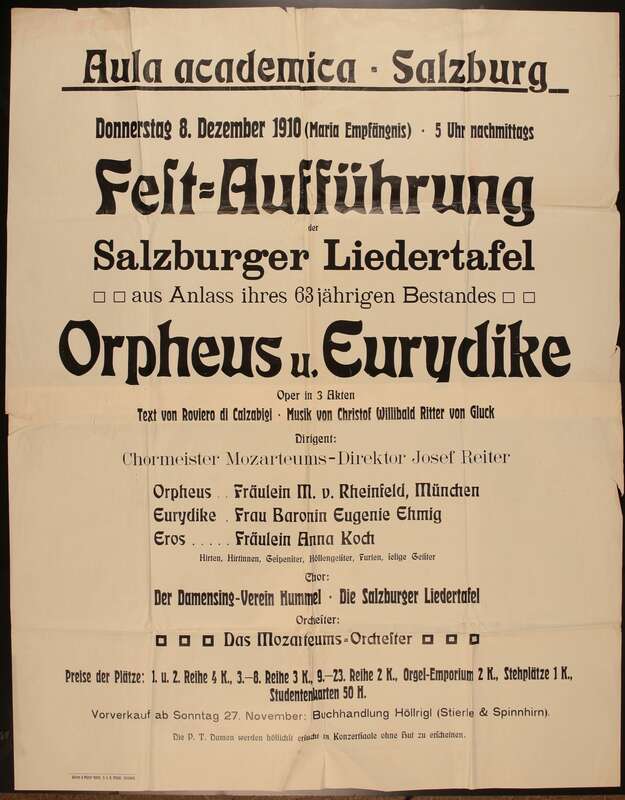 Aula academica · Salzburg
Donnerstag 8. Dezember 1910 (Maria Empfängnis) · 5 Uhr nachmittags
Feſt=Aufführung
der
Salzburger Liedertafel
□ □ aus Anlass ihres 63jährigen Bestandes □ □
Orpheus u. Eurydike
Oper in 3 Akten
Text von Roviero di Calzabigi · Musik von Christof Willibald Ritter von Gluck
Dirigent:
Chormeister Mozarteums-Direktor Josef Reiter
Orpheus . . Fräulein M. v. Rheinfeld, München
Eurydike . Frau Baronin Eugenie Ehmig
Eros . . . . . Fräulein Anna Koch
Hirten, Hirtinnen, Geſpenſter, Höllengeiſter, Furien, ſelige Geiſter
Chor:
Der Damensing-Verein Hummel · Die Salzburger Liedertafel
Orcheſter:
□ □ □ Das Mozarteums=Orcheſter □ □ □
Preise der Plätze: 1. u. 2. Reihe 4 K., 3.—8. Reihe 3 K., 9.—23. Reihe 2 K., Orgel-Emporium 2 K., Stehplätze 1 K.,
Studentenkarten 50 H.
Vorverkauf ab Sonntag 27. November: Buchhandlung Höllrigl (Stierle & Spinnhirn).
Die P. T. Damen werden höflichſt erſucht im Konzertſaale ohne Hut zu erſcheinen.